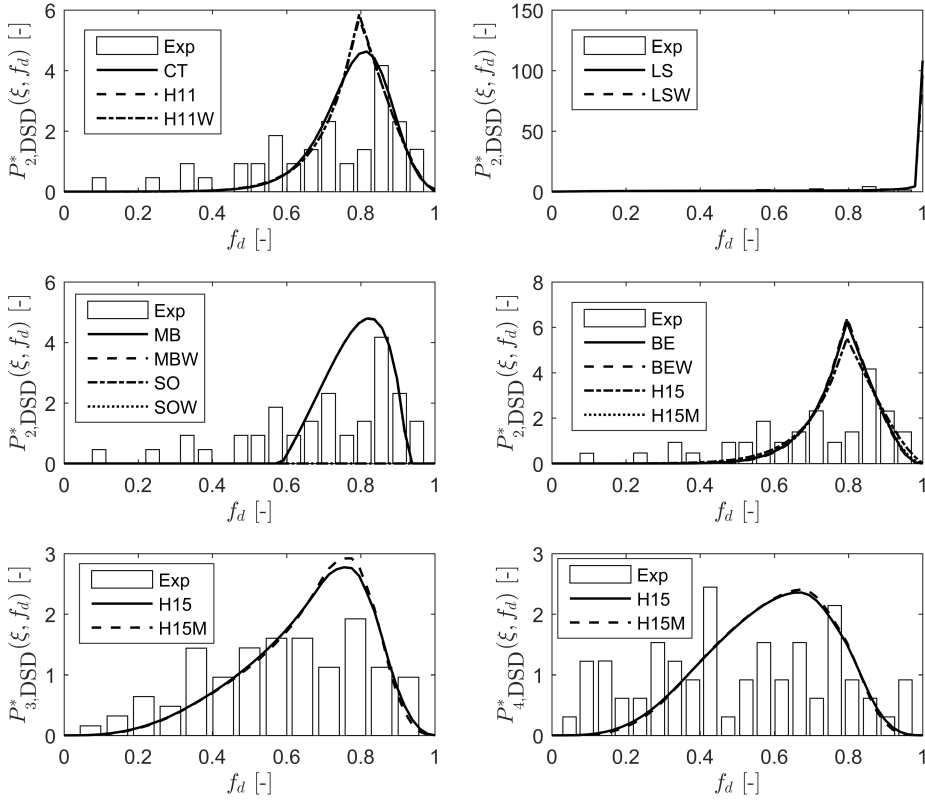 6
4
2
0
0 0.2 0.4 0.6 0.8 1
P*2,DSD(ξ, fd) [-]
fd [-]
Exp
CT
H11
H11W
150
100
50
0
0 0.2 0.4 0.6 0.8 1
P*2,DSD(ξ, fd) [-]
fd [-]
Exp
LS
LSW
6
4
2
0
0 0.2 0.4 0.6 0.8 1
P*2,DSD(ξ, fd) [-]
fd [-]
Exp
MB
MBW
SO
SOW
8
6
4
2
0
0 0.2 0.4 0.6 0.8 1
P*2,DSD(ξ, fd) [-]
fd [-]
Exp
BE
BEW
H15
H15M
3
2
1
0
0 0.2 0.4 0.6 0.8 1
P*3,DSD(ξ, fd) [-]
fd [-]
Exp
H15
H15M
3
2
1
0
0 0.2 0.4 0.6 0.8 1
P*4,DSD(ξ, fd) [-]
fd [-]
Exp
H15
H15M